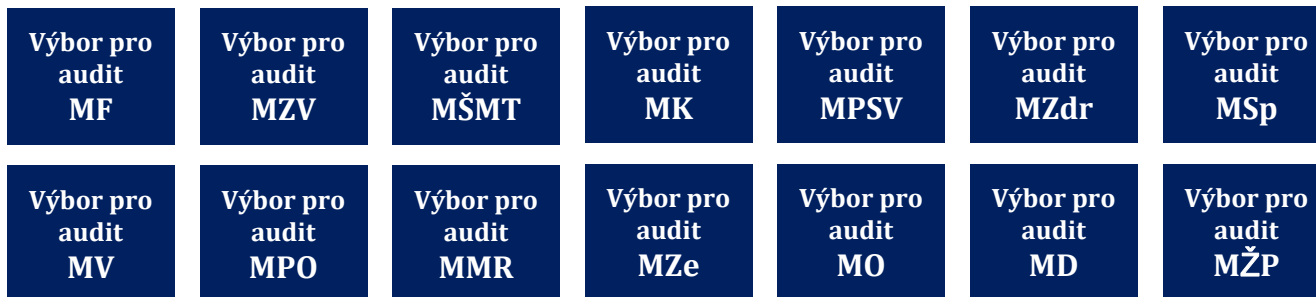 Výbor pro
audit
MF
Výbor pro
audit
MZV
Výbor pro
audit
MŠMT
Výbor pro
audit
MK
Výbor pro
audit
MPSV
Výbor pro
audit
MZdr
Výbor pro
audit
MSp
Výbor pro
audit
MV
Výbor pro
audit
MPO
Výbor pro
audit
MMR
Výbor pro
audit
MZe
Výbor pro
audit
MO
Výbor pro
audit
MD
Výbor pro
audit
MŽP